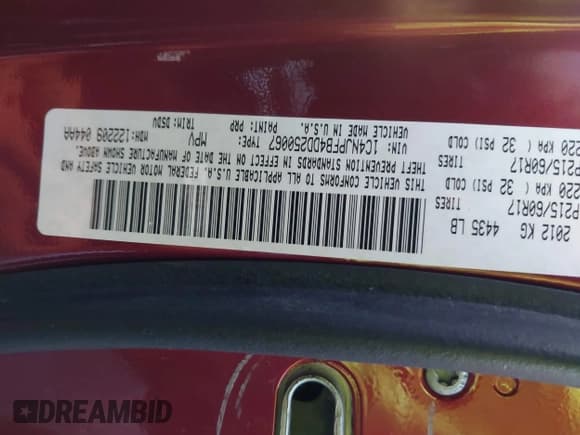 2012 KG 4435 LB
P215/60R17 TIRES
220 KPA ( 32 PSI) COLD
P215/60R17 TIRES
220 KPA ( 32 PSI) COLD
THIS VEHICLE CONFORMS TO ALL APPLICABLE U.S.A. FEDERAL MOTOR VEHICLE SAFETY AND
THEFT PREVENTION STANDARDS IN EFFECT ON THE DATE OF MANUFACTURE SHOWN ABOVE.
VIN: 1C4NJPFB4DD250067 TYPE: MPV MDH:122209 044AA
VEHICLE MADE IN U.S.A. PAINT: PRP TRIM: DSDV
DREAMBID